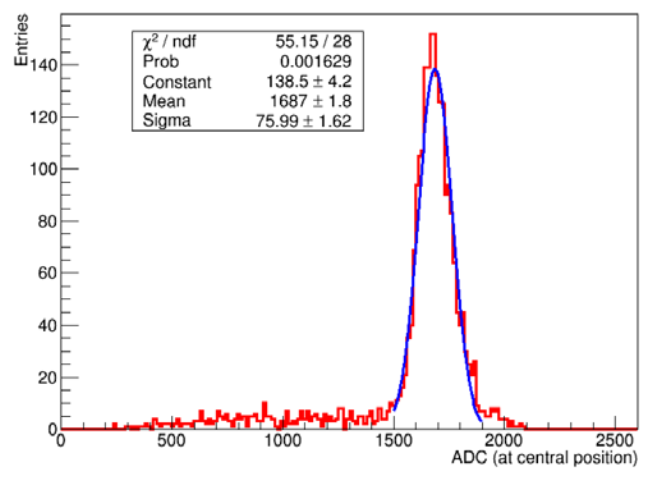 Entries
χ² / ndf 55.15 / 28
Prob 0.001629
Constant 138.5 ± 4.2
Mean 1687 ± 1.8
Sigma 75.99 ± 1.62
140
120
100
80
60
40
20
0
0 500 1000 1500 2000 2500
ADC (at central position)